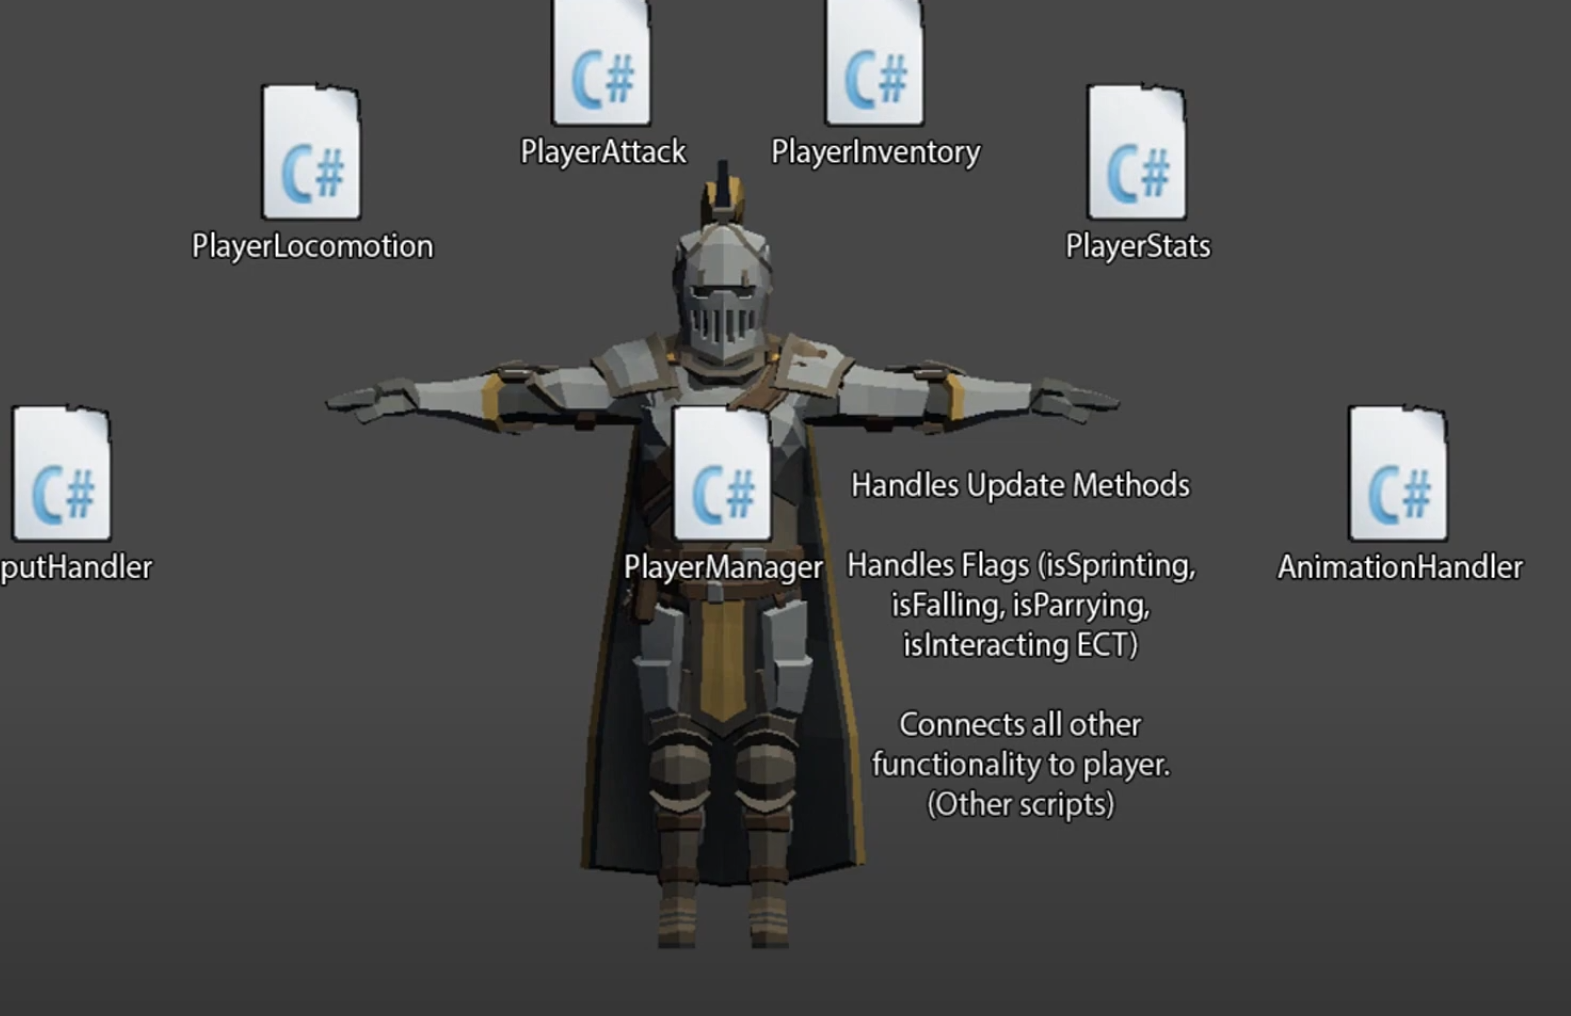 C#
C#
PlayerAttack
PlayerInventory
C#
C#
PlayerLocomotion
PlayerStats
C#
putHandler
C#
PlayerManager
Handles Update Methods
Handles Flags (isSprinting,
isFalling, isParrying,
isInteracting ECT)
Connects all other
functionality to player.
(Other scripts)
C#
AnimationHandler